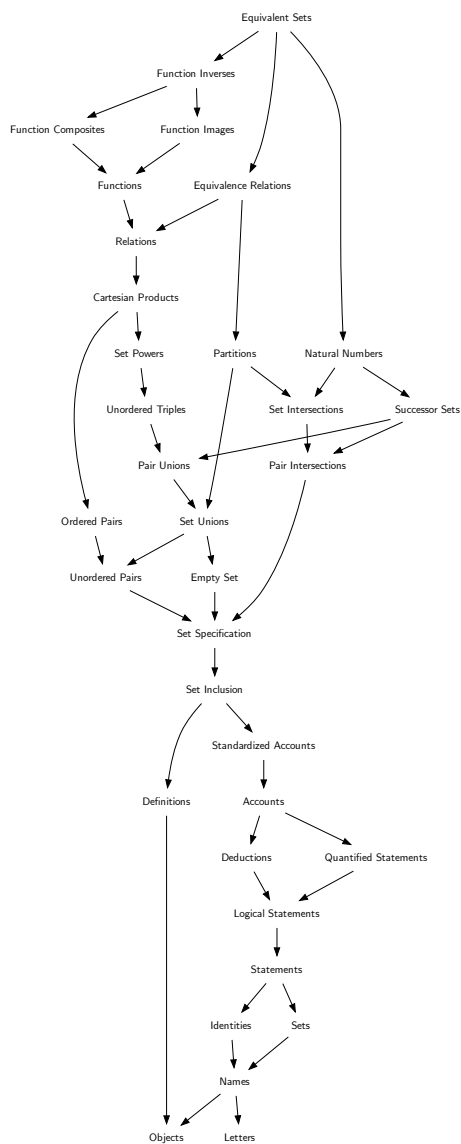 Equivalent Sets
Function Inverses
Function Composites
Function Images
Functions
Equivalence Relations
Relations
Cartesian Products
Set Powers
Partitions
Natural Numbers
Unordered Triples
Set Intersections
Successor Sets
Pair Unions
Pair Intersections
Ordered Pairs
Set Unions
Unordered Pairs
Empty Set
Set Specification
Set Inclusion
Standardized Accounts
Definitions
Accounts
Deductions
Quantified Statements
Logical Statements
Statements
Identities
Sets
Names
Objects
Letters